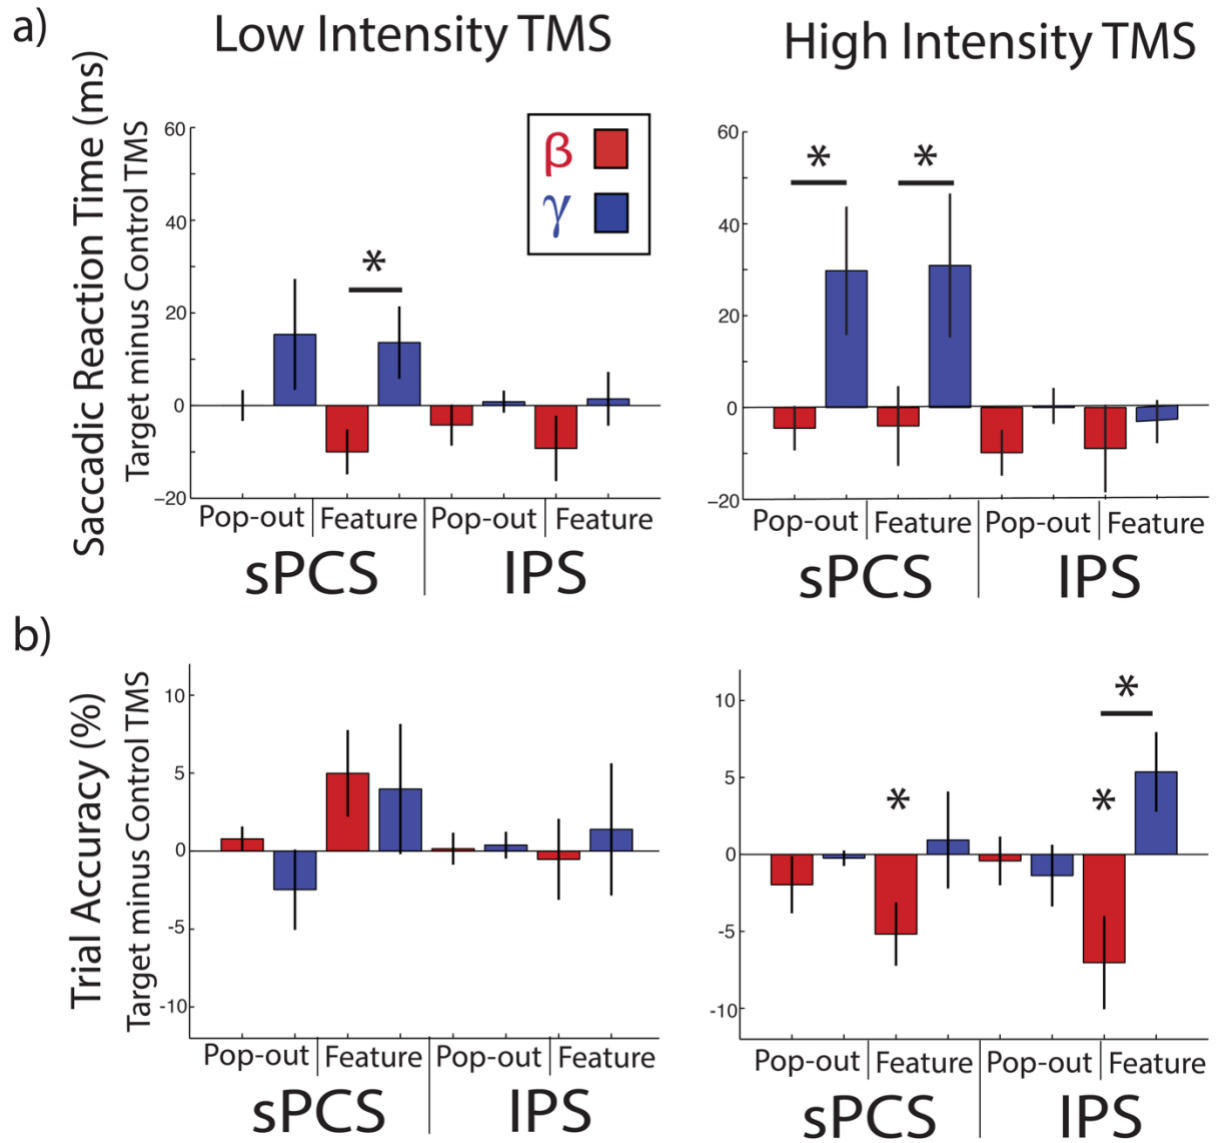 a)
Low Intensity TMS
High Intensity TMS
Saccadic Reaction Time (ms)
Target minus Control TMS
60
40
20
0
−20
β
γ
*
Pop-out | Feature | Pop-out | Feature
sPCS | IPS
60
40
20
0
−20
*
*
Pop-out | Feature | Pop-out | Feature
sPCS | IPS
b)
Trial Accuracy (%)
Target minus Control TMS
10
5
0
-5
-10
Pop-out | Feature | Pop-out | Feature
sPCS | IPS
10
5
0
-5
-10
*
*
*
Pop-out | Feature | Pop-out | Feature
sPCS | IPS